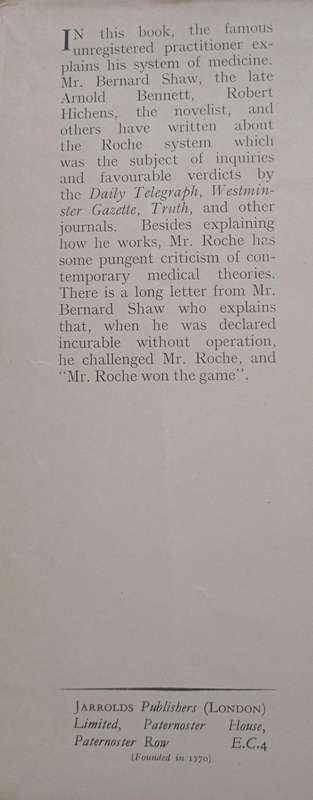 IN this book, the famous
unregistered practitioner ex-
plains his system of medicine.
Mr. Bernard Shaw, the late
Arnold Bennett, Robert
Hichens, the novelist, and
others have written about
the Roche system which
was the subject of inquiries
and favourable verdicts by
the Daily Telegraph, Westmin-
ster Gazette, Truth, and other
journals. Besides explaining
how he works, Mr. Roche has
some pungent criticism of con-
temporary medical theories.
There is a long letter from Mr.
Bernard Shaw who explains
that, when he was declared
incurable without operation,
he challenged Mr. Roche, and
“Mr. Roche won the game”.
JARROLDS Publishers (LONDON)
Limited, Paternoster House,
Paternoster Row E.C.4
(Founded in 1770)